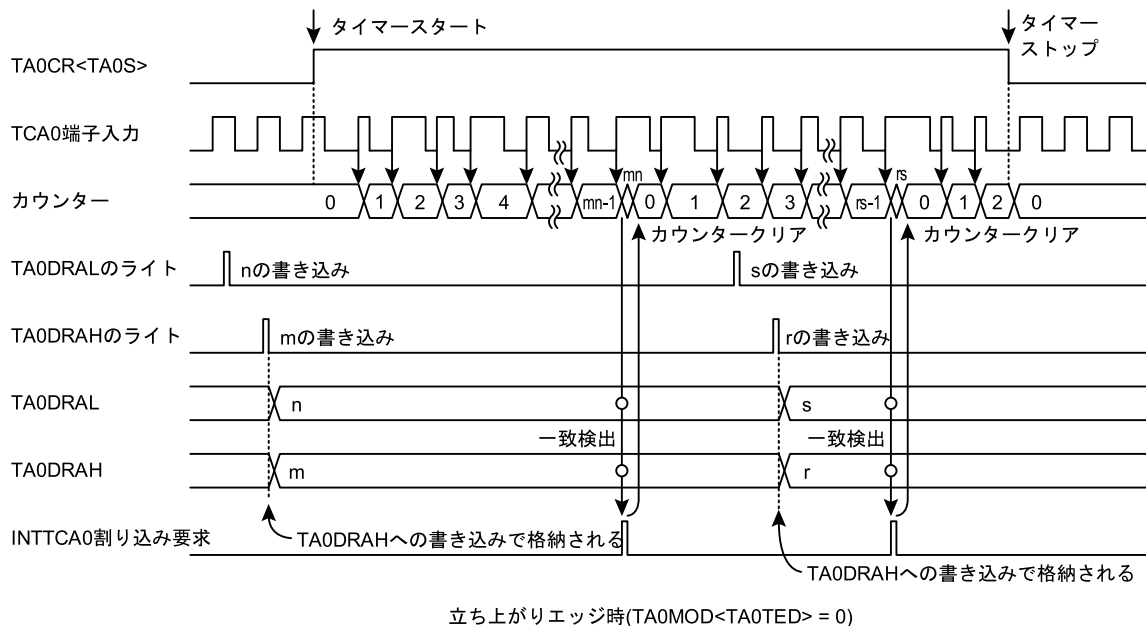 タイマースタート
タイマー
ストップ
TA0CR<TA0S>
TCA0端子入力
カウンター
0 1 2 3 4 mn-1 mn 0 1 2 3 rs-1 rs 0 1 2 0
カウンタークリア
カウンタークリア
TA0DRALのライト
nの書き込み
sの書き込み
TA0DRAHのライト
mの書き込み
rの書き込み
TA0DRAL
n
s
一致検出
一致検出
TA0DRAH
m
r
INTTCA0割り込み要求
TA0DRAHへの書き込みで格納される
TA0DRAHへの書き込みで格納される
立ち上がりエッジ時(TA0MOD<TA0TED> = 0)